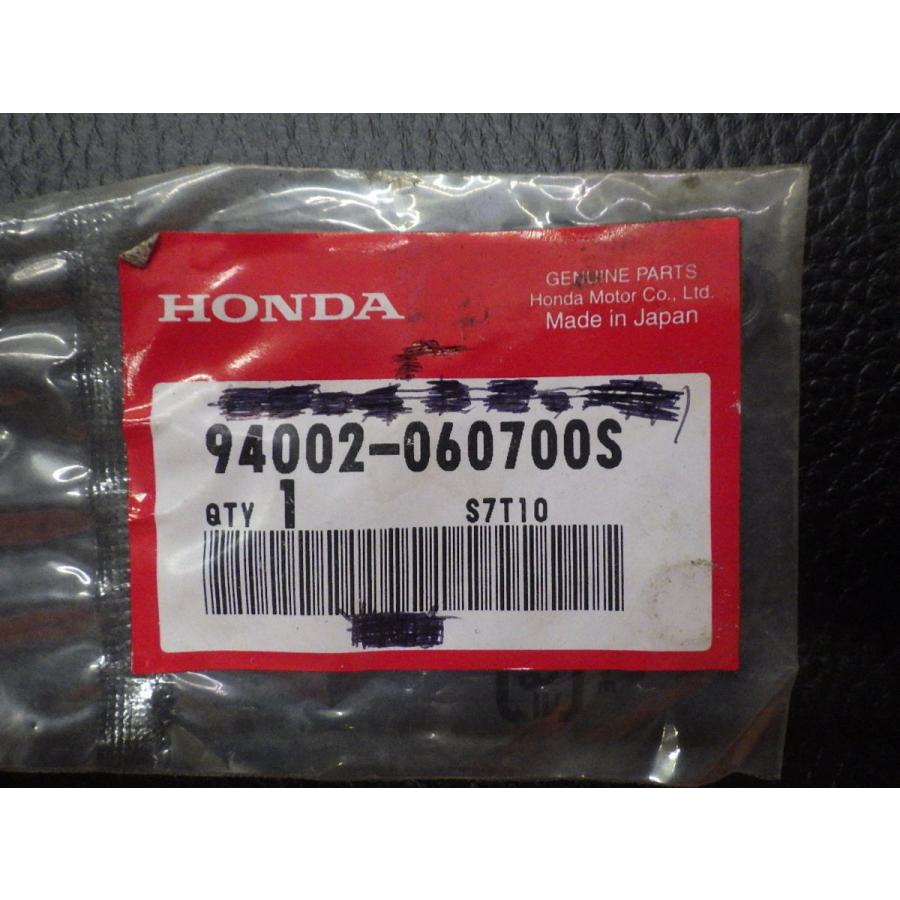 HONDA
GENUINE PARTS
Honda Motor Co., Ltd.
Made in Japan
94002-060700S
QTY 1 S7T10